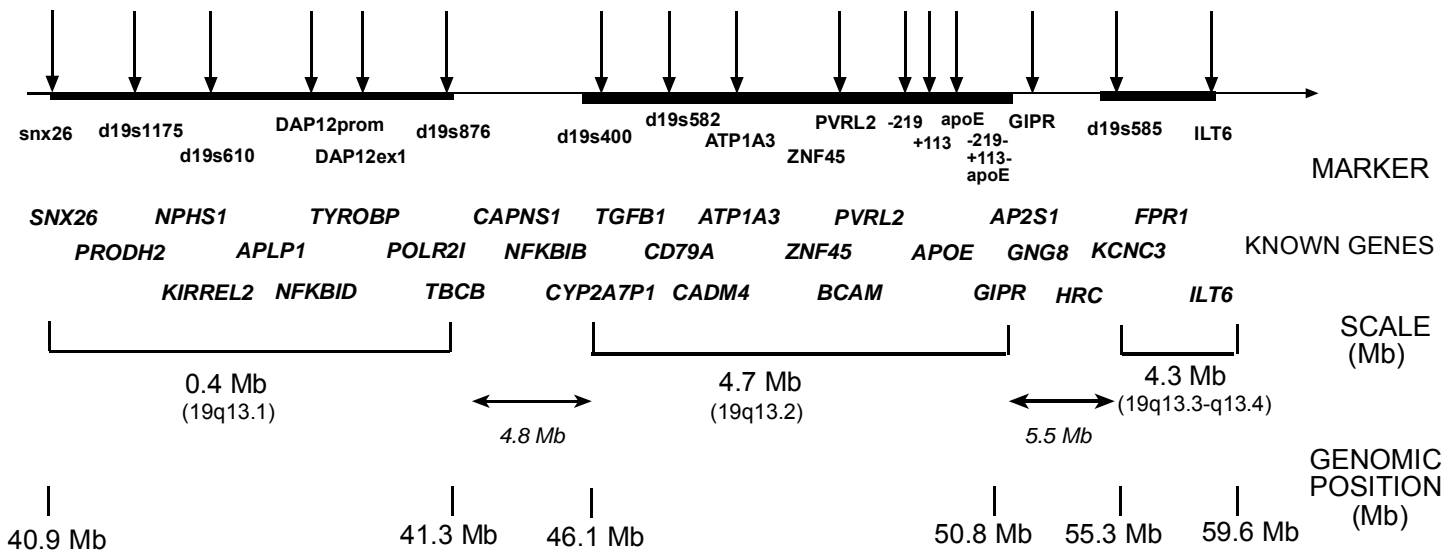 snx26 d19s1175 d19s610 DAP12prom DAP12ex1 d19s876 d19s400 d19s582 ATP1A3 ZNF45 PVRL2 -219 +113 apoE -219-
+113-
apoE GIPR d19s585 ILT6
MARKER
SNX26 NPHS1 TYROBP CAPNS1 TGFB1 ATP1A3 PVRL2 AP2S1 FPR1
PRODH2 APLP1 POLR2I NFKBIB CD79A ZNF45 APOE GNG8 KCNC3 KNOWN GENES
KIRREL2 NFKBID TBCB CYP2A7P1 CADM4 BCAM GIPR HRC ILT6
SCALE
(Mb)
0.4 Mb 4.7 Mb 4.3 Mb
(19q13.1) (19q13.2) (19q13.3-q13.4)
4.8 Mb 5.5 Mb
GENOMIC
POSITION
(Mb)
40.9 Mb 41.3 Mb 46.1 Mb 50.8 Mb 55.3 Mb 59.6 Mb